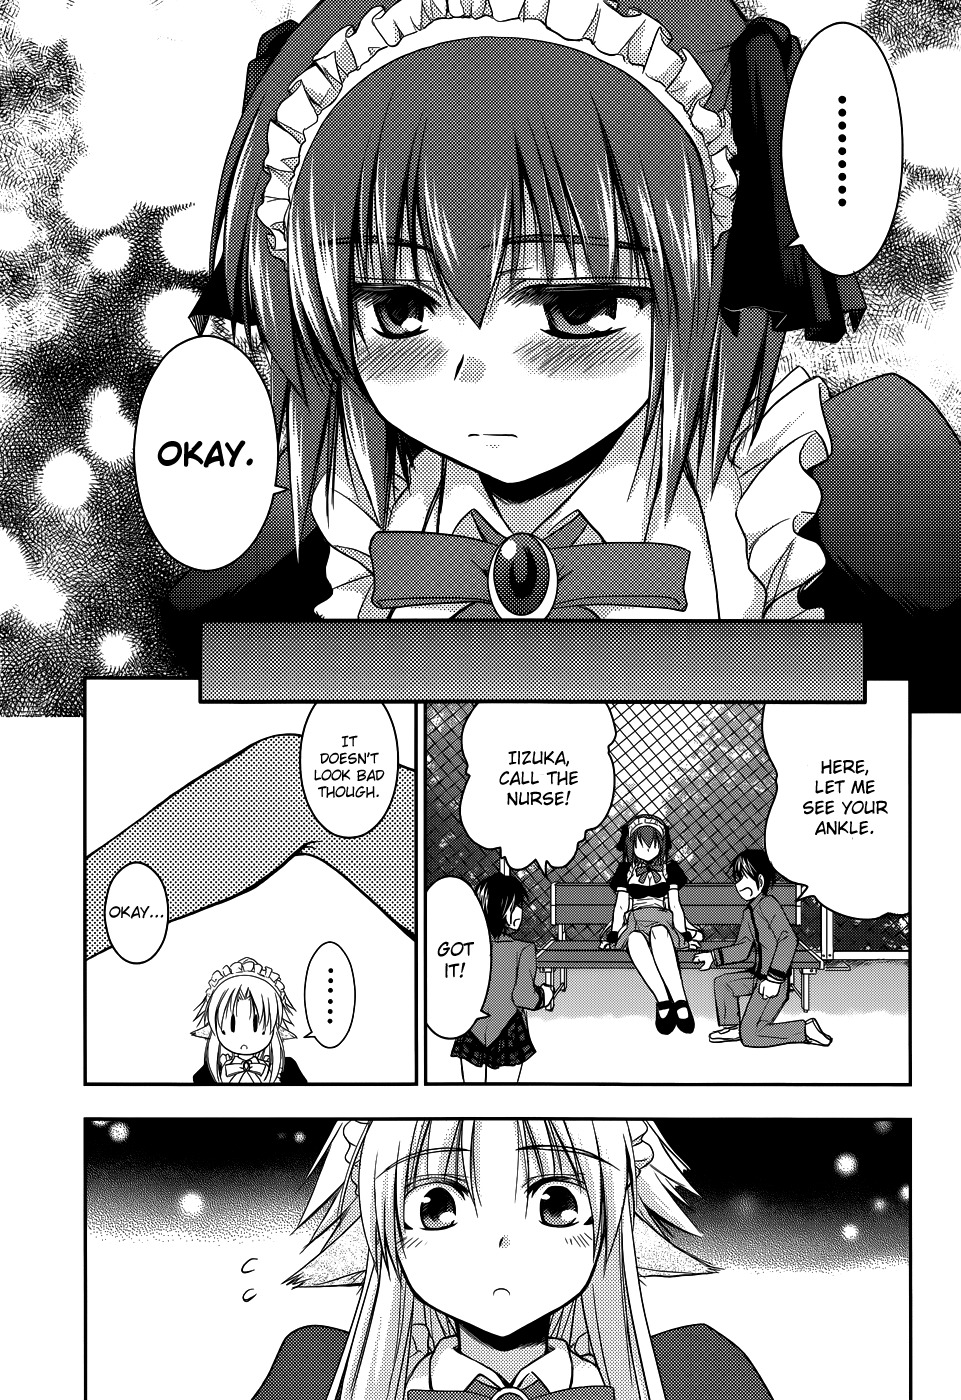 .........
OKAY.
HERE,
LET ME
SEE YOUR
ANKLE.
IIZUKA,
CALL THE
NURSE!
GOT
IT!
IT
DOESN'T
LOOK BAD
THOUGH.
OKAY...
......